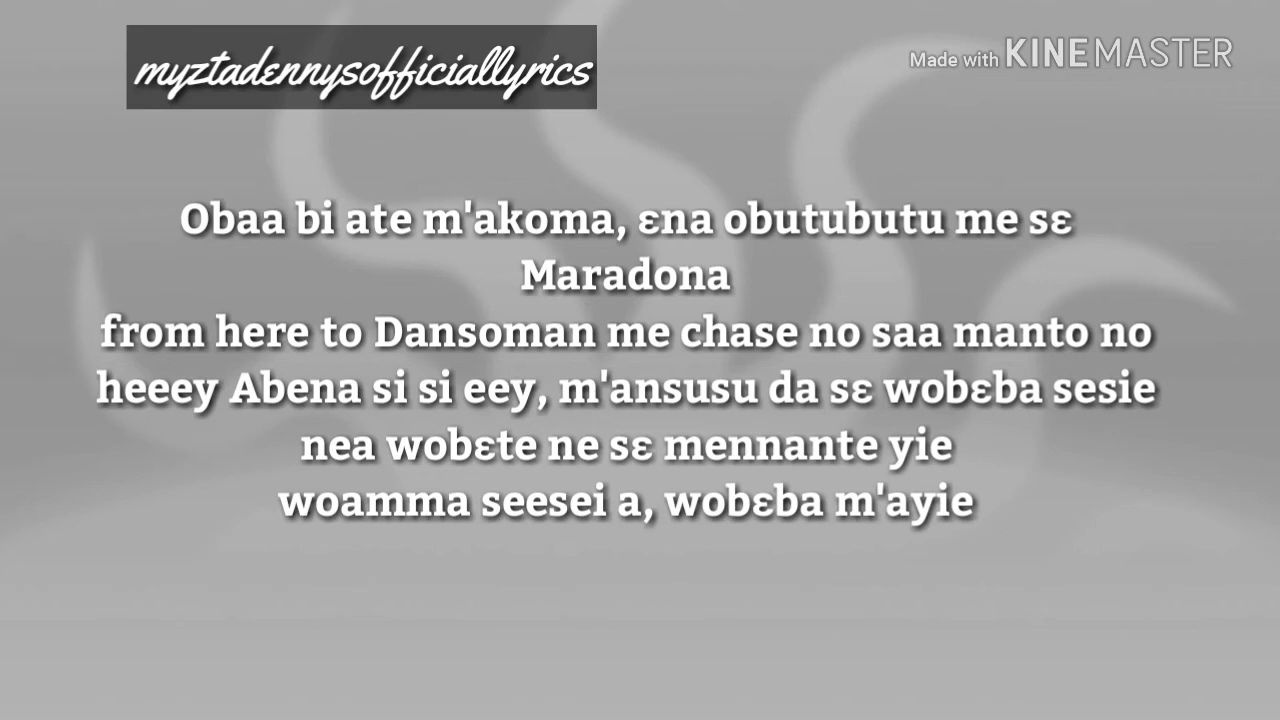 myztadennysofficiallyrics
Made with KINEMASTER
Obaa bi ate m'akoma, ɛna obutubutu me sɛ
Maradona
from here to Dansoman me chase no saa manto no
heeey Abena si si eey, m'ansusu da sɛ wobɛba sesie
nea wobɛte ne sɛ mennante yie
woamma seesei a, wobɛba m'ayie